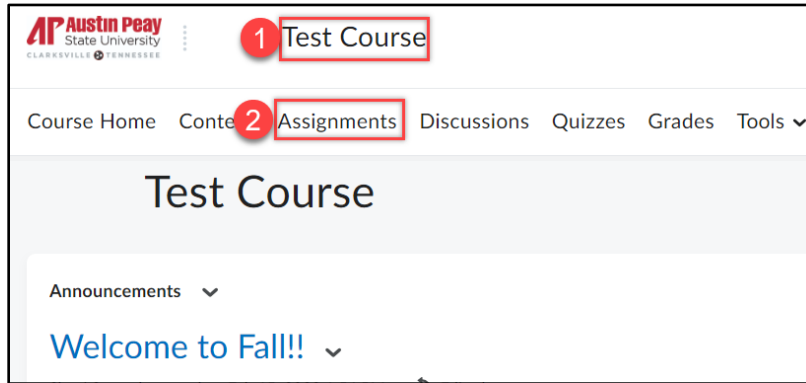 AP Austin Peay
State University
CLARKSVILLE TENNESSEE
1 Test Course
Course Home Conte 2 Assignments Discussions Quizzes Grades Tools
Test Course
Announcements
Welcome to Fall!!